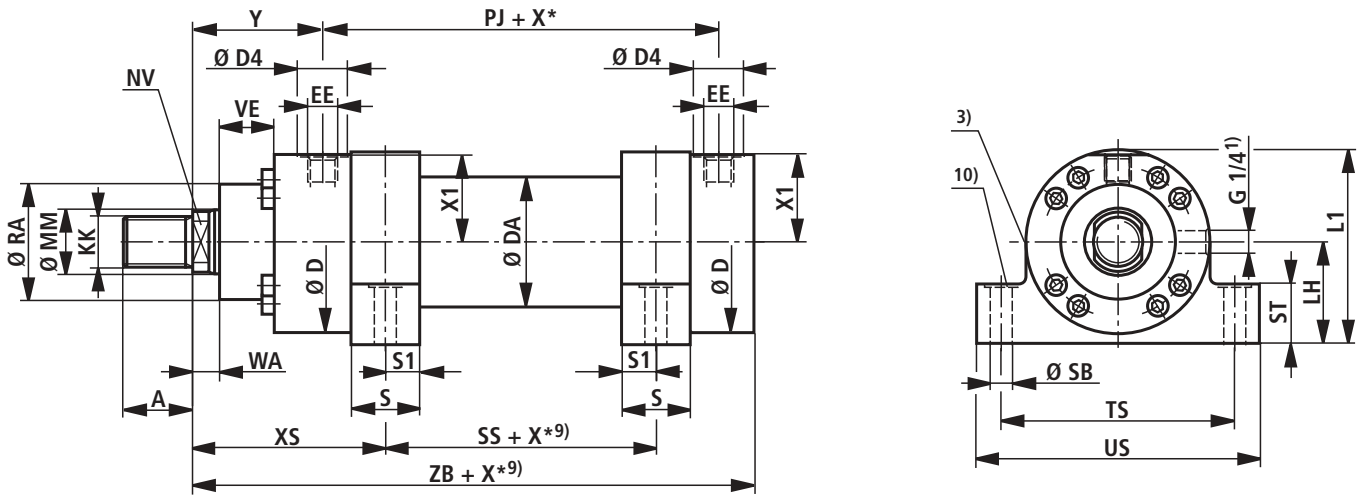 Y
PJ + X*
Ø D4
Ø D4
NV
VE
EE
EE
3)
10)
G 1/4¹⁾
L1
X1
X1
Ø RA
Ø MM
KK
Ø DA
Ø D
Ø D
LH
ST
WA
S1
S1
Ø SB
A
S
S
TS
XS
SS + X*⁹⁾
US
ZB + X*⁹⁾